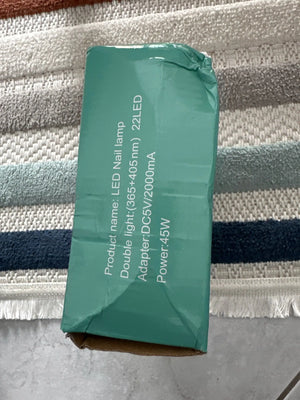 Product name: LED Nail lamp
Double light:(365+405nm) 22LED
Adapter:DC5V/2000mA
Power:45W